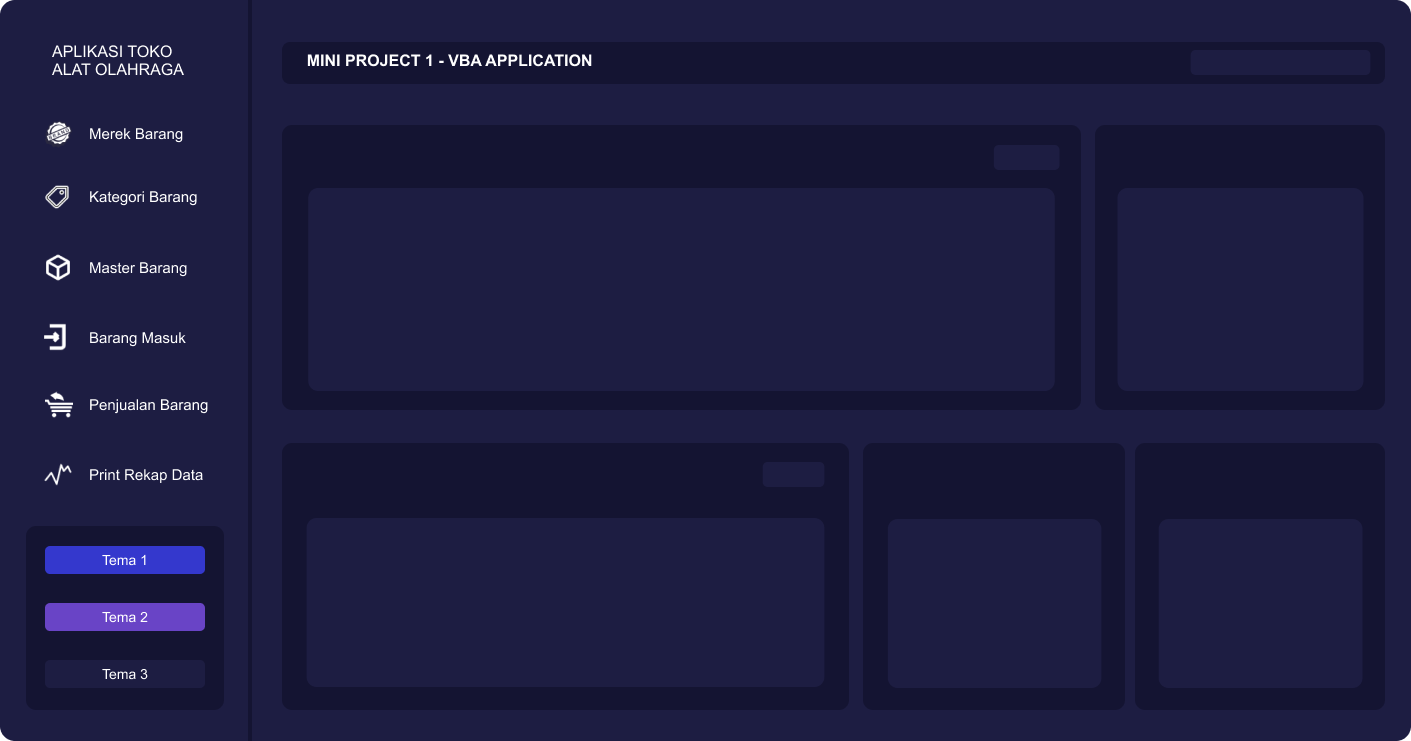 APLIKASI TOKO
ALAT OLAHRAGA
MINI PROJECT 1 - VBA APPLICATION
Merek Barang
Kategori Barang
Master Barang
Barang Masuk
Penjualan Barang
Print Rekap Data
Tema 1
Tema 2
Tema 3